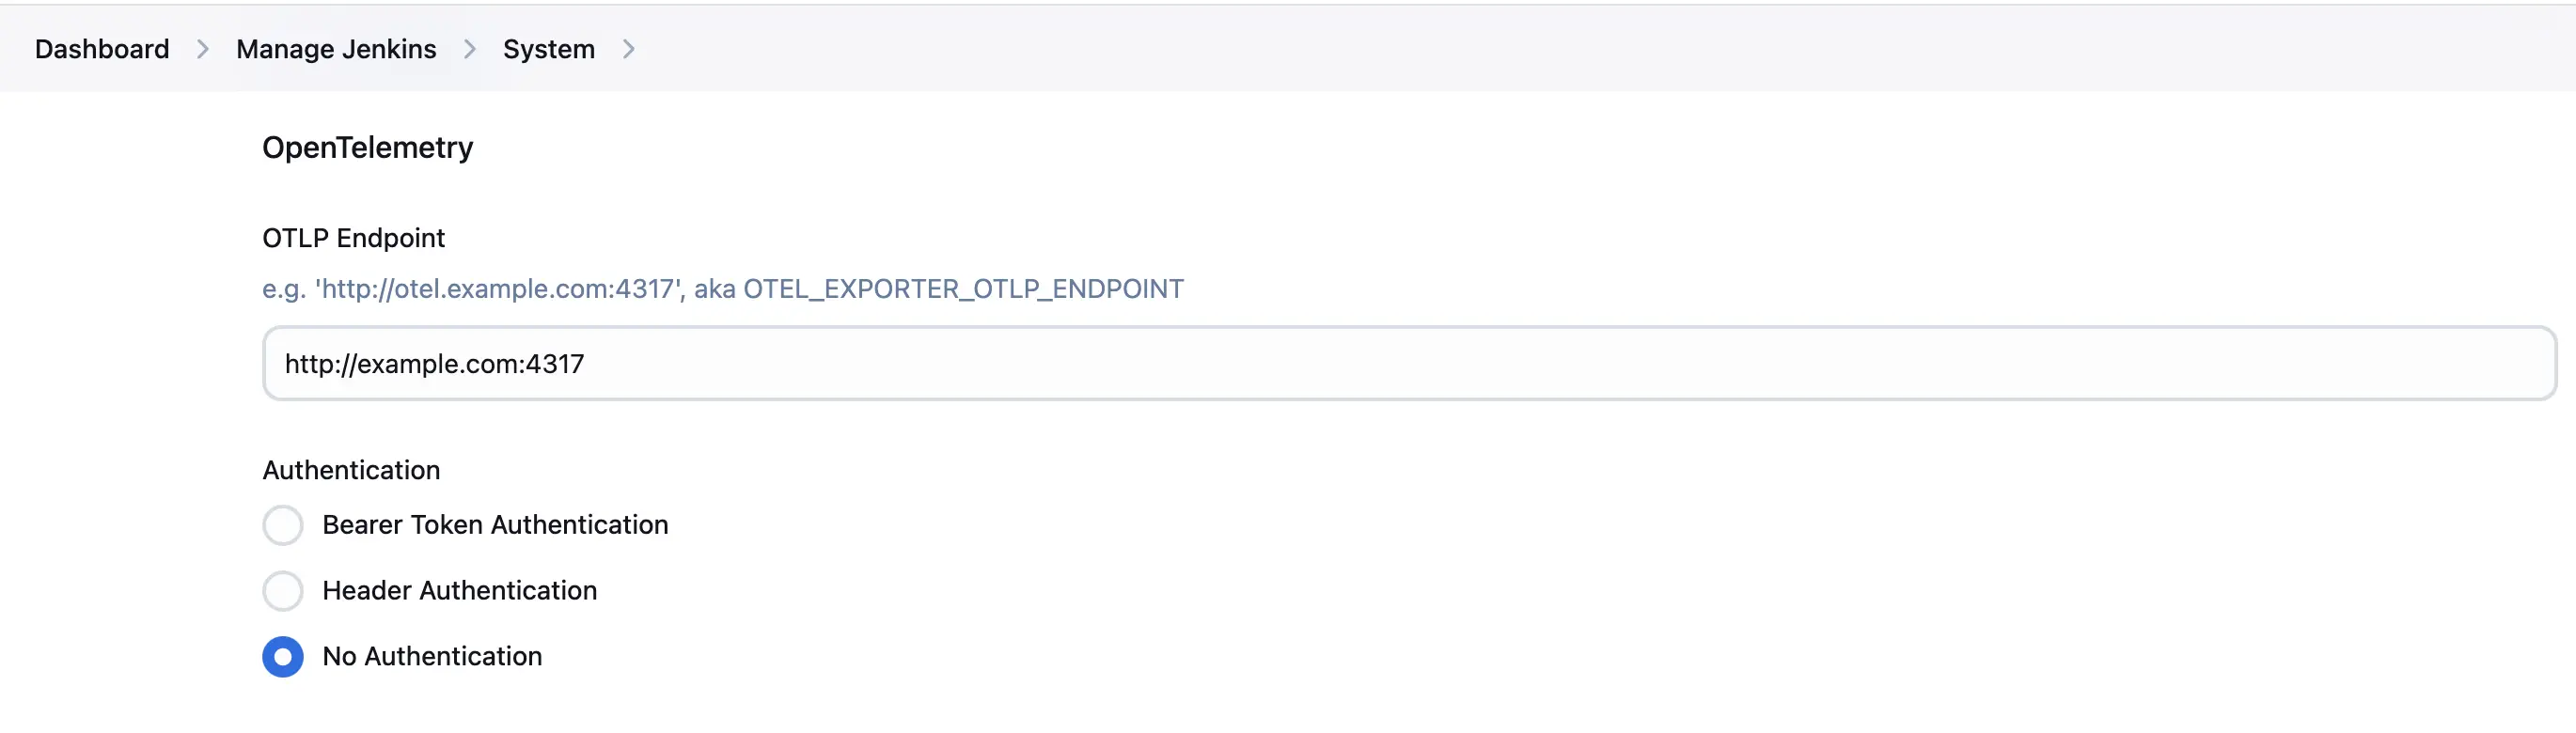 Dashboard > Manage Jenkins > System >
OpenTelemetry
OTLP Endpoint
e.g. 'http://otel.example.com:4317', aka OTEL_EXPORTER_OTLP_ENDPOINT
http://example.com:4317
Authentication
Bearer Token Authentication
Header Authentication
No Authentication